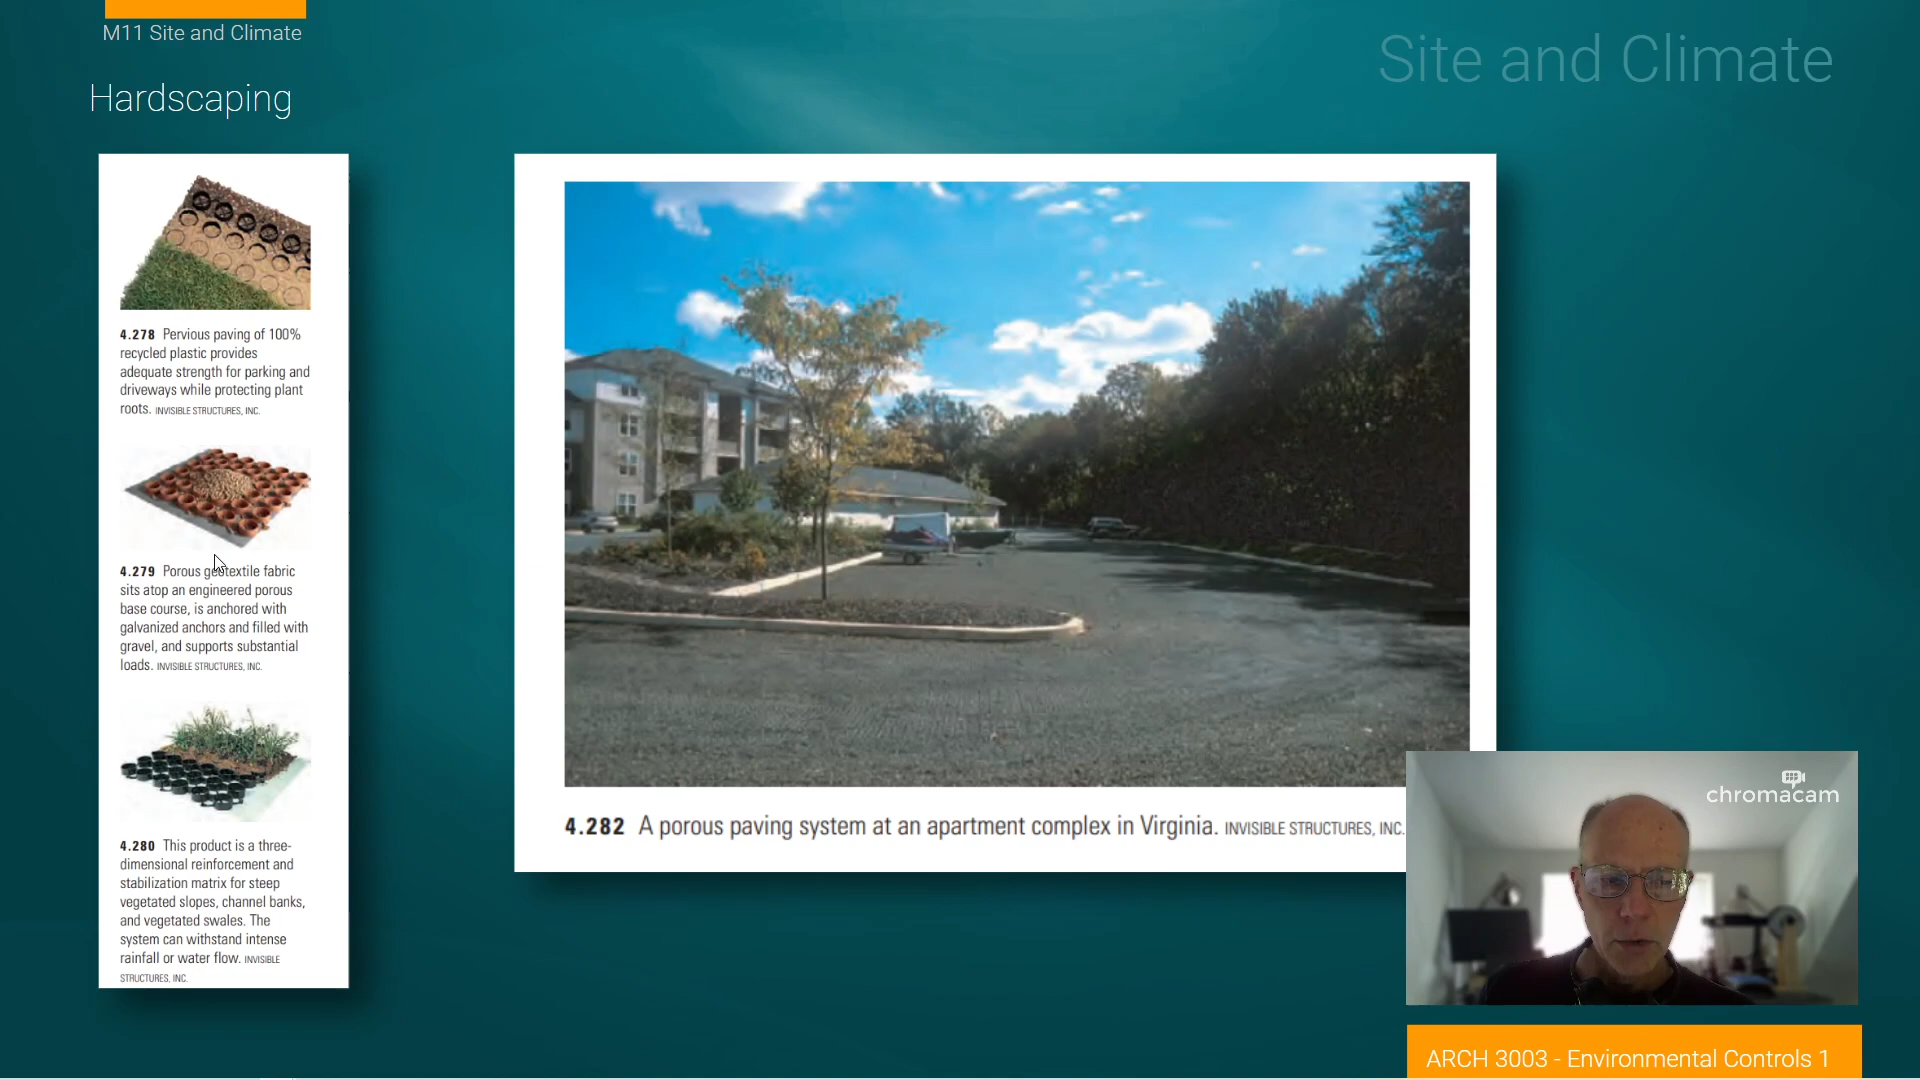 M11 Site and Climate
Site and Climate
Hardscaping
4.278 Pervious paving of 100%
recycled plastic provides
adequate strength for parking and
driveways while protecting plant
roots. INVISIBLE STRUCTURES, INC.
4.279 Porous geotextile fabric
sits atop an engineered porous
base course, is anchored with
galvanized anchors and filled with
gravel, and supports substantial
loads. INVISIBLE STRUCTURES, INC.
4.280 This product is a three-
dimensional reinforcement and
stabilization matrix for steep
vegetated slopes, channel banks,
and vegetated swales. The
system can withstand intense
rainfall or water flow. INVISIBLE
STRUCTURES, INC.
4.282 A porous paving system at an apartment complex in Virginia. INVISIBLE STRUCTURES, INC.
chromacam
ARCH 3003 - Environmental Controls 1